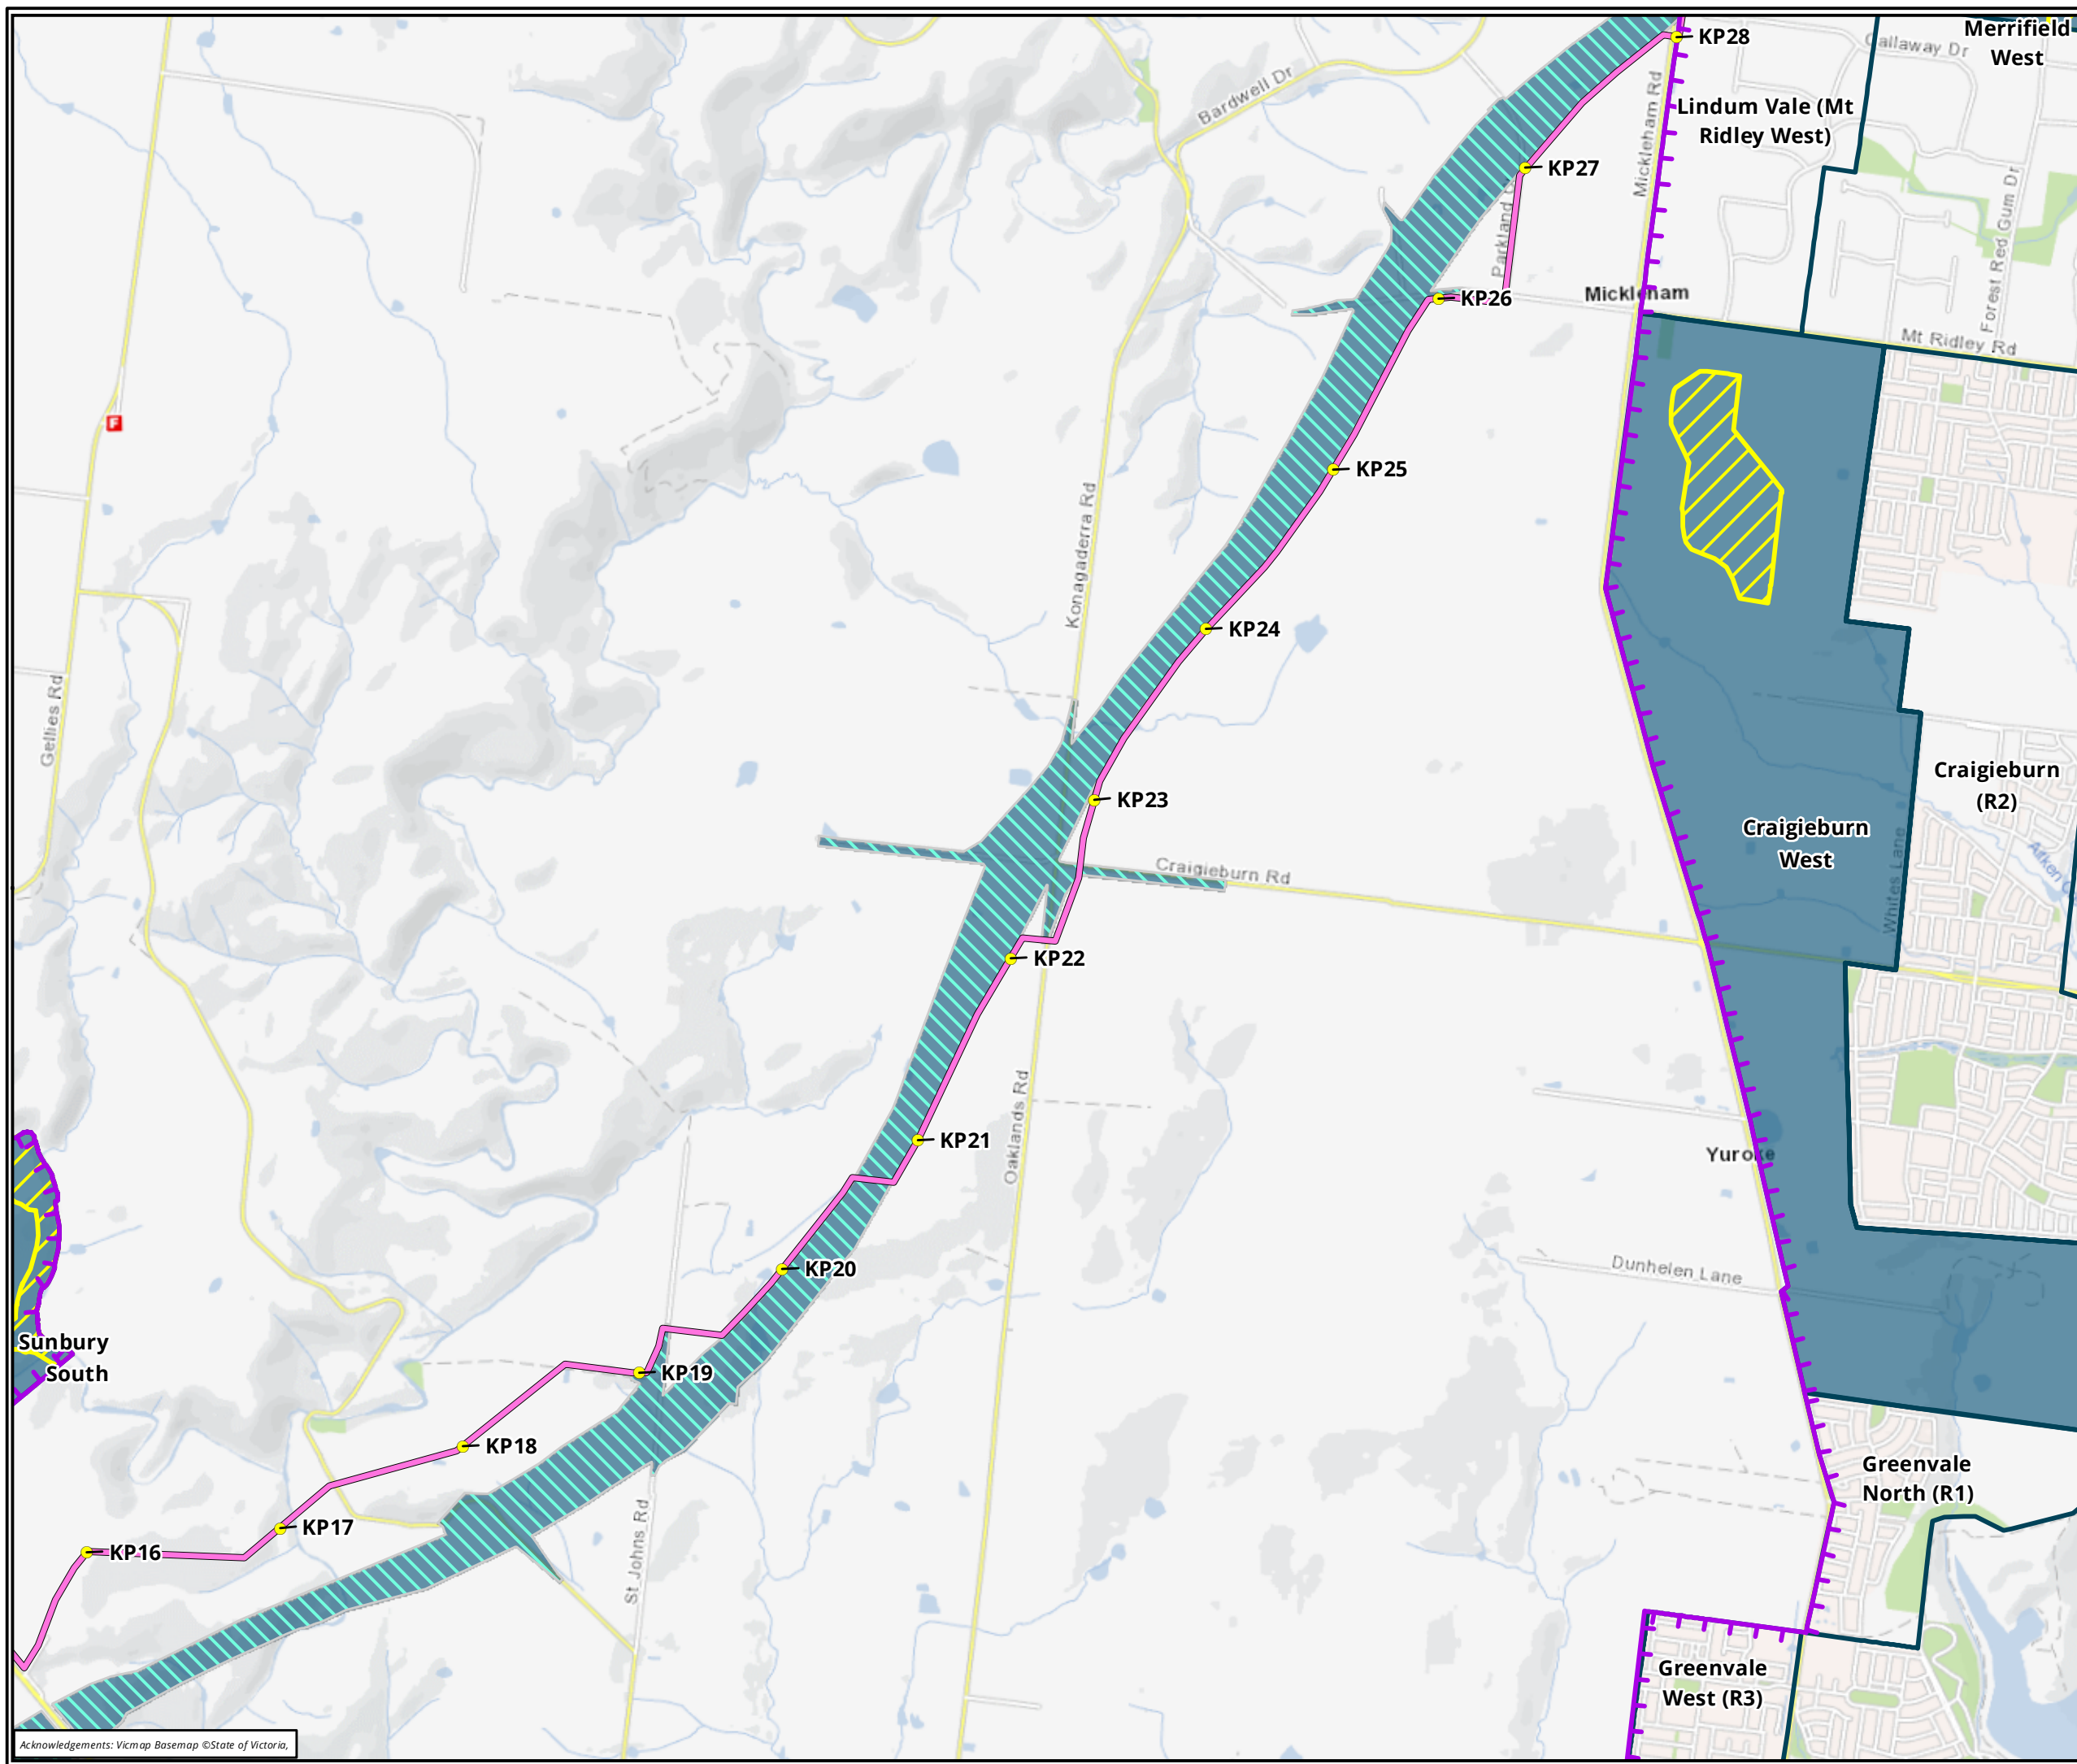 Merrifield
West
KP28
Callaway Dr
Bardwell Dr
Mickleham Rd
Lindum Vale (Mt
Ridley West)
KP27
Parkland
Forest Red Gum Dr
KP26
Mickleham
Mt Ridley Rd
F
KP25
Konagaderra Rd
KP24
Gellies Rd
KP23
Craigieburn
(R2)
Craigieburn
West
Whites Lane
Aitken
Craigieburn Rd
KP22
Oaklands Rd
KP21
Yuroke
KP20
Dunhelen Lane
Sunbury
South
KP19
KP18
Greenvale
North (R1)
KP17
KP16
St Johns Rd
Greenvale
West (R3)
Acknowledgements: Vicmap Basemap ©State of Victoria,